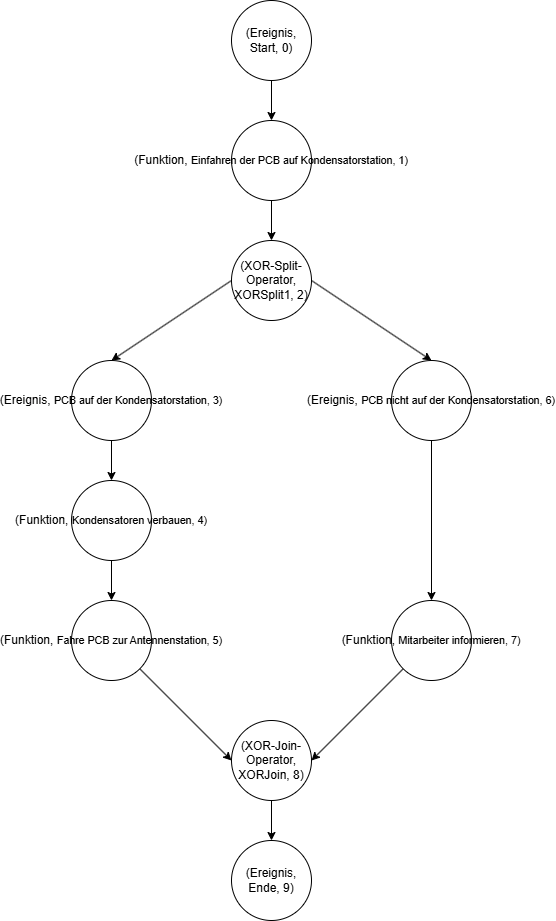 (Ereignis,
Start, 0)
(Funktion, Einfahren der PCB auf Kondensatorstation, 1)
(XOR-Split-
Operator,
XORSplit1, 2)
(Ereignis, PCB auf der Kondensatorstation, 3)
(Ereignis, PCB nicht auf der Kondensatorstation, 6)
(Funktion, Kondensatoren verbauen, 4)
(Funktion, Fahre PCB zur Antennenstation, 5)
(Funktion, Mitarbeiter informieren, 7)
(XOR-Join-
Operator,
XORJoin, 8)
(Ereignis,
Ende, 9)